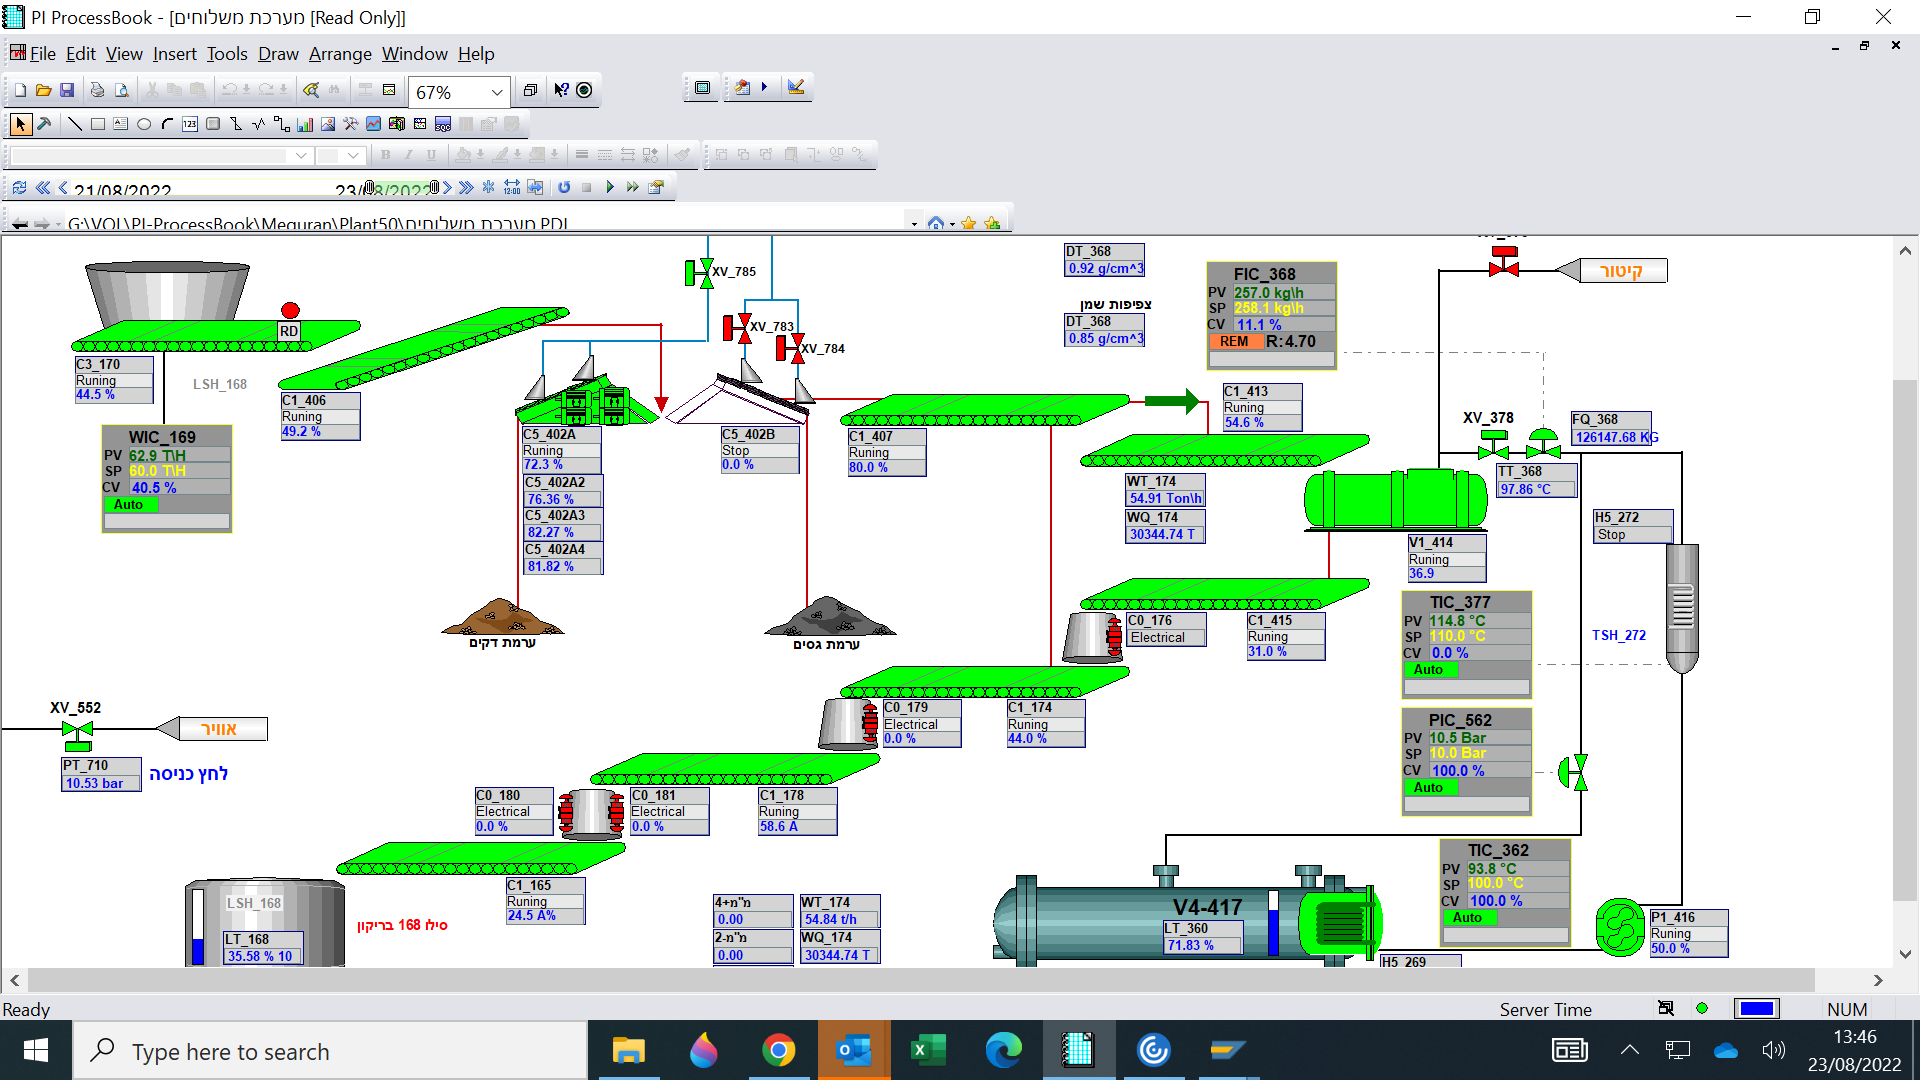 PI ProcessBook - [מערכת משלוחים [Read Only]]
File Edit View Insert Tools Draw Arrange Window Help
67%
21/08/2022
23/08/2022
G:\VOL\PI-ProcessBook\Meguran\Plant50\מערכת משלוחים.PDI
XV_785
XV_783
XV_784
DT_368
0.92 g/cm^3
צפיפות שמן
DT_368
0.85 g/cm^3
FIC_368
PV 257.0 kg\h
SP 258.1 kg\h
CV 11.1 %
REM R:4.70
קיטור
RD
C3_170
Runing
44.5 %
LSH_168
C1_406
Runing
49.2 %
WIC_169
PV 62.9 T\H
SP 60.0 T\H
CV 40.5 %
Auto
C5_402A
Runing
72.3 %
C5_402A2
76.36 %
C5_402A3
82.27 %
C5_402A4
81.82 %
C5_402B
Stop
0.0 %
C1_407
Runing
80.0 %
C1_413
Runing
54.6 %
WT_174
54.91 Ton\h
WQ_174
30344.74 T
XV_378
FQ_368
126147.68 KG
TT_368
97.86 °C
H5_272
Stop
V1_414
Runing
36.9
TIC_377
PV 114.8 °C
SP 110.0 °C
CV 0.0 %
Auto
TSH_272
ערמת דקים
ערמת גסים
C0_176
Electrical
C1_415
Runing
31.0 %
XV_552
אוויר
PT_710
10.53 bar
לחץ כניסה
C0_179
Electrical
0.0 %
C1_174
Runing
44.0 %
PIC_562
PV 10.5 Bar
SP 10.0 Bar
CV 100.0 %
Auto
C0_180
Electrical
0.0 %
C0_181
Electrical
0.0 %
C1_178
Runing
58.6 A
TIC_362
PV 93.8 °C
SP 100.0 °C
CV 100.0 %
Auto
C1_165
Runing
24.5 A%
LSH_168
LT_168
35.58 % 10
סילו 168 בריקון
4+מ"מ
0.00
2-מ"מ
0.00
WT_174
54.84 t/h
WQ_174
30344.74 T
V4-417
LT_360
71.83 %
H5_269
P1_416
Runing
50.0 %
Ready
Server Time
NUM
Type here to search
13:46
23/08/2022